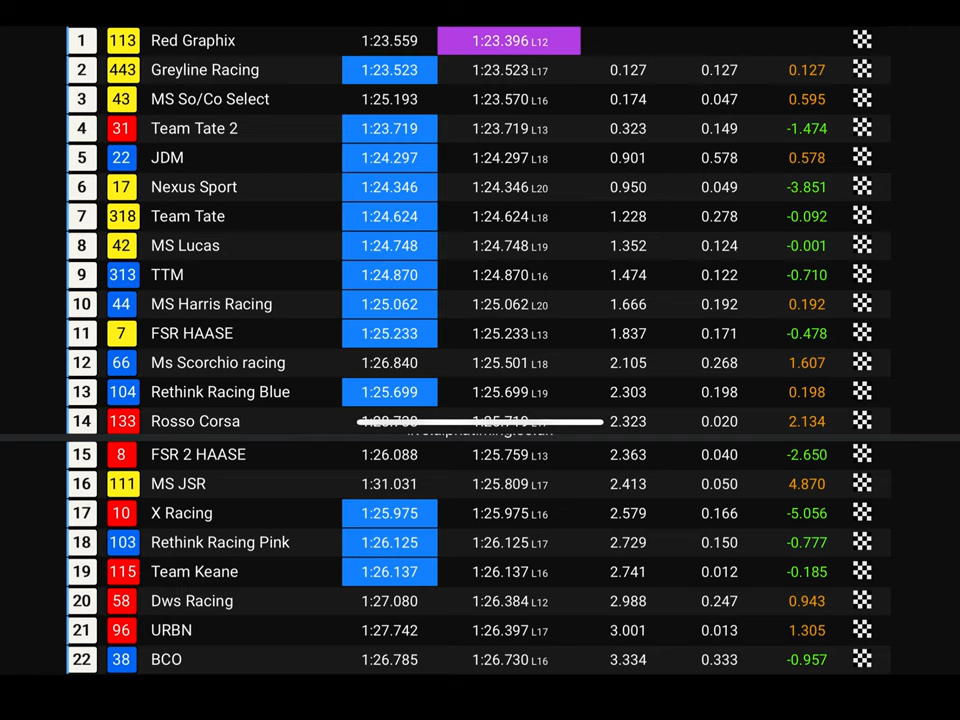 1 113 Red Graphix 1:23.559 1:23.396 L12
2 443 Greyline Racing 1:23.523 1:23.523 L17 0.127 0.127 0.127
3 43 MS So/Co Select 1:25.193 1:23.570 L16 0.174 0.047 0.595
4 31 Team Tate 2 1:23.719 1:23.719 L13 0.323 0.149 -1.474
5 22 JDM 1:24.297 1:24.297 L18 0.901 0.578 0.578
6 17 Nexus Sport 1:24.346 1:24.346 L20 0.950 0.049 -3.851
7 318 Team Tate 1:24.624 1:24.624 L18 1.228 0.278 -0.092
8 42 MS Lucas 1:24.748 1:24.748 L19 1.352 0.124 -0.001
9 313 TTM 1:24.870 1:24.870 L16 1.474 0.122 -0.710
10 44 MS Harris Racing 1:25.062 1:25.062 L20 1.666 0.192 0.192
11 7 FSR HAASE 1:25.233 1:25.233 L13 1.837 0.171 -0.478
12 66 Ms Scorchio racing 1:26.840 1:25.501 L18 2.105 0.268 1.607
13 104 Rethink Racing Blue 1:25.699 1:25.699 L19 2.303 0.198 0.198
14 133 Rosso Corsa 2.323 0.020 2.134
15 8 FSR 2 HAASE 1:26.088 1:25.759 L13 2.363 0.040 -2.650
16 111 MS JSR 1:31.031 1:25.809 L17 2.413 0.050 4.870
17 10 X Racing 1:25.975 1:25.975 L16 2.579 0.166 -5.056
18 103 Rethink Racing Pink 1:26.125 1:26.125 L17 2.729 0.150 -0.777
19 115 Team Keane 1:26.137 1:26.137 L16 2.741 0.012 -0.185
20 58 Dws Racing 1:27.080 1:26.384 L12 2.988 0.247 0.943
21 96 URBN 1:27.742 1:26.397 L17 3.001 0.013 1.305
22 38 BCO 1:26.785 1:26.730 L16 3.334 0.333 -0.957